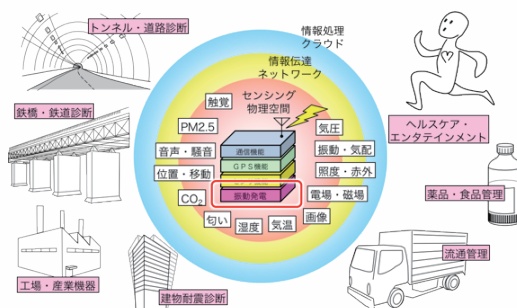 トンネル・道路診断
情報処理
クラウド
情報伝達
ネットワーク
センシング
物理空間
触覚
PM2.5
気圧
鉄橋・鉄道診断
ヘルスケア・
エンタテインメント
音声・騒音
通信機能
振動・気配
GPS機能
位置・移動
照度・赤外
CO2
振動発電
電場・磁場
薬品・食品管理
匂い
湿度
気温
画像
流通管理
工場・産業機器
建物耐震診断